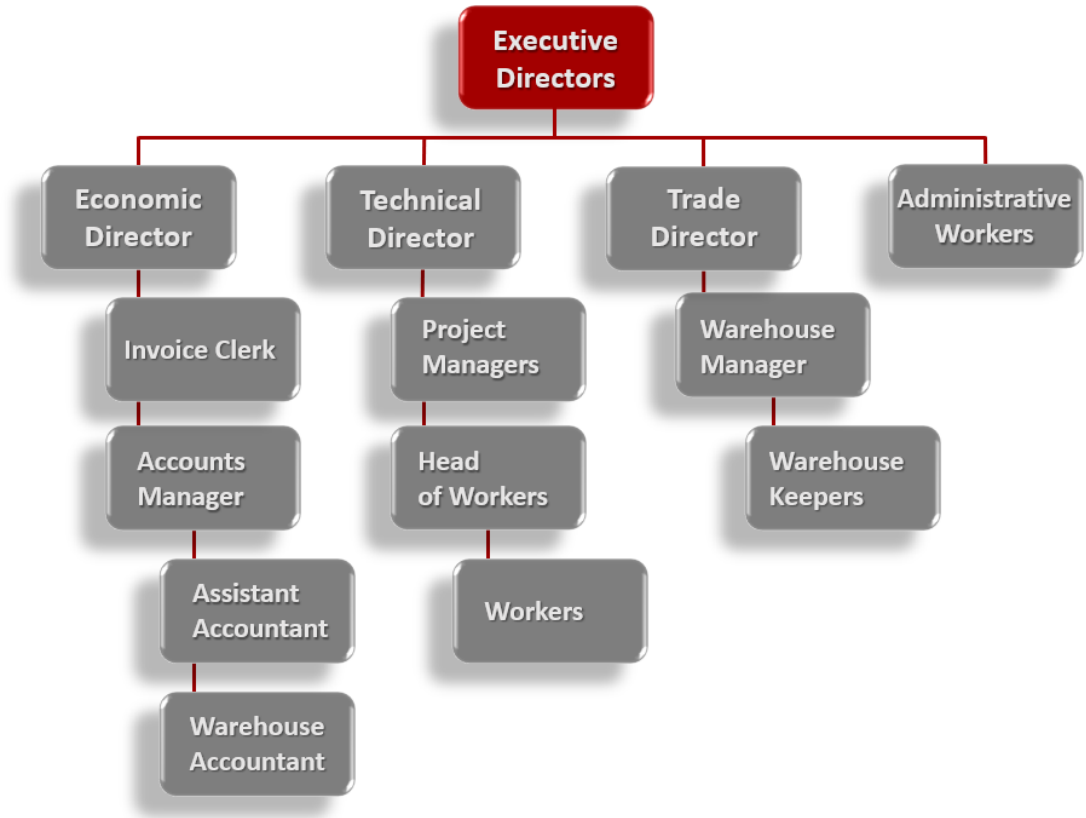 Executive
Directors
Economic
Director
Technical
Director
Trade
Director
Administrative
Workers
Invoice Clerk
Project
Managers
Warehouse
Manager
Accounts
Manager
Head
of Workers
Warehouse
Keepers
Assistant
Accountant
Workers
Warehouse
Accountant